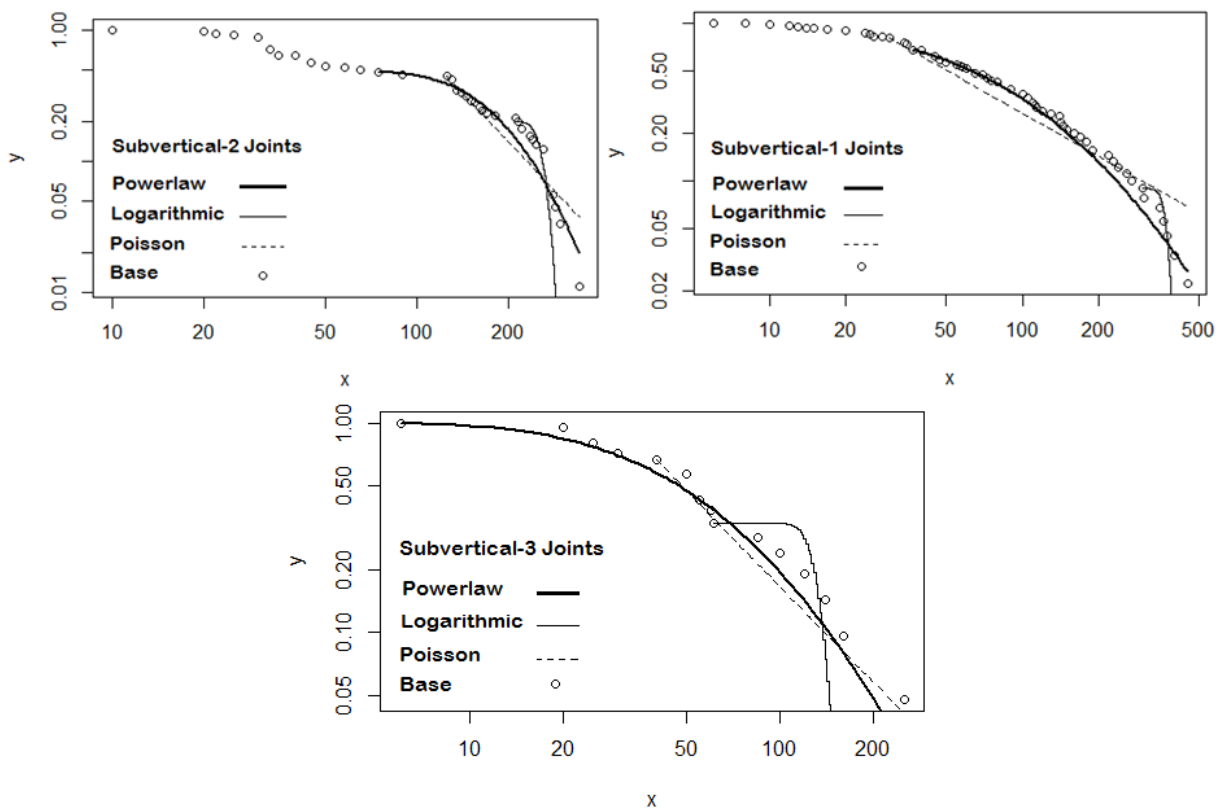 1.00
0.20
0.05
0.01
y
Subvertical-2 Joints
Powerlaw
Logarithmic
Poisson
Base
10 20 50 100 200
x
0.50
0.20
0.05
0.02
y
Subvertical-1 Joints
Powerlaw
Logarithmic
Poisson
Base
10 20 50 100 200 500
x
1.00
0.50
0.20
0.10
0.05
y
Subvertical-3 Joints
Powerlaw
Logarithmic
Poisson
Base
10 20 50 100 200
x